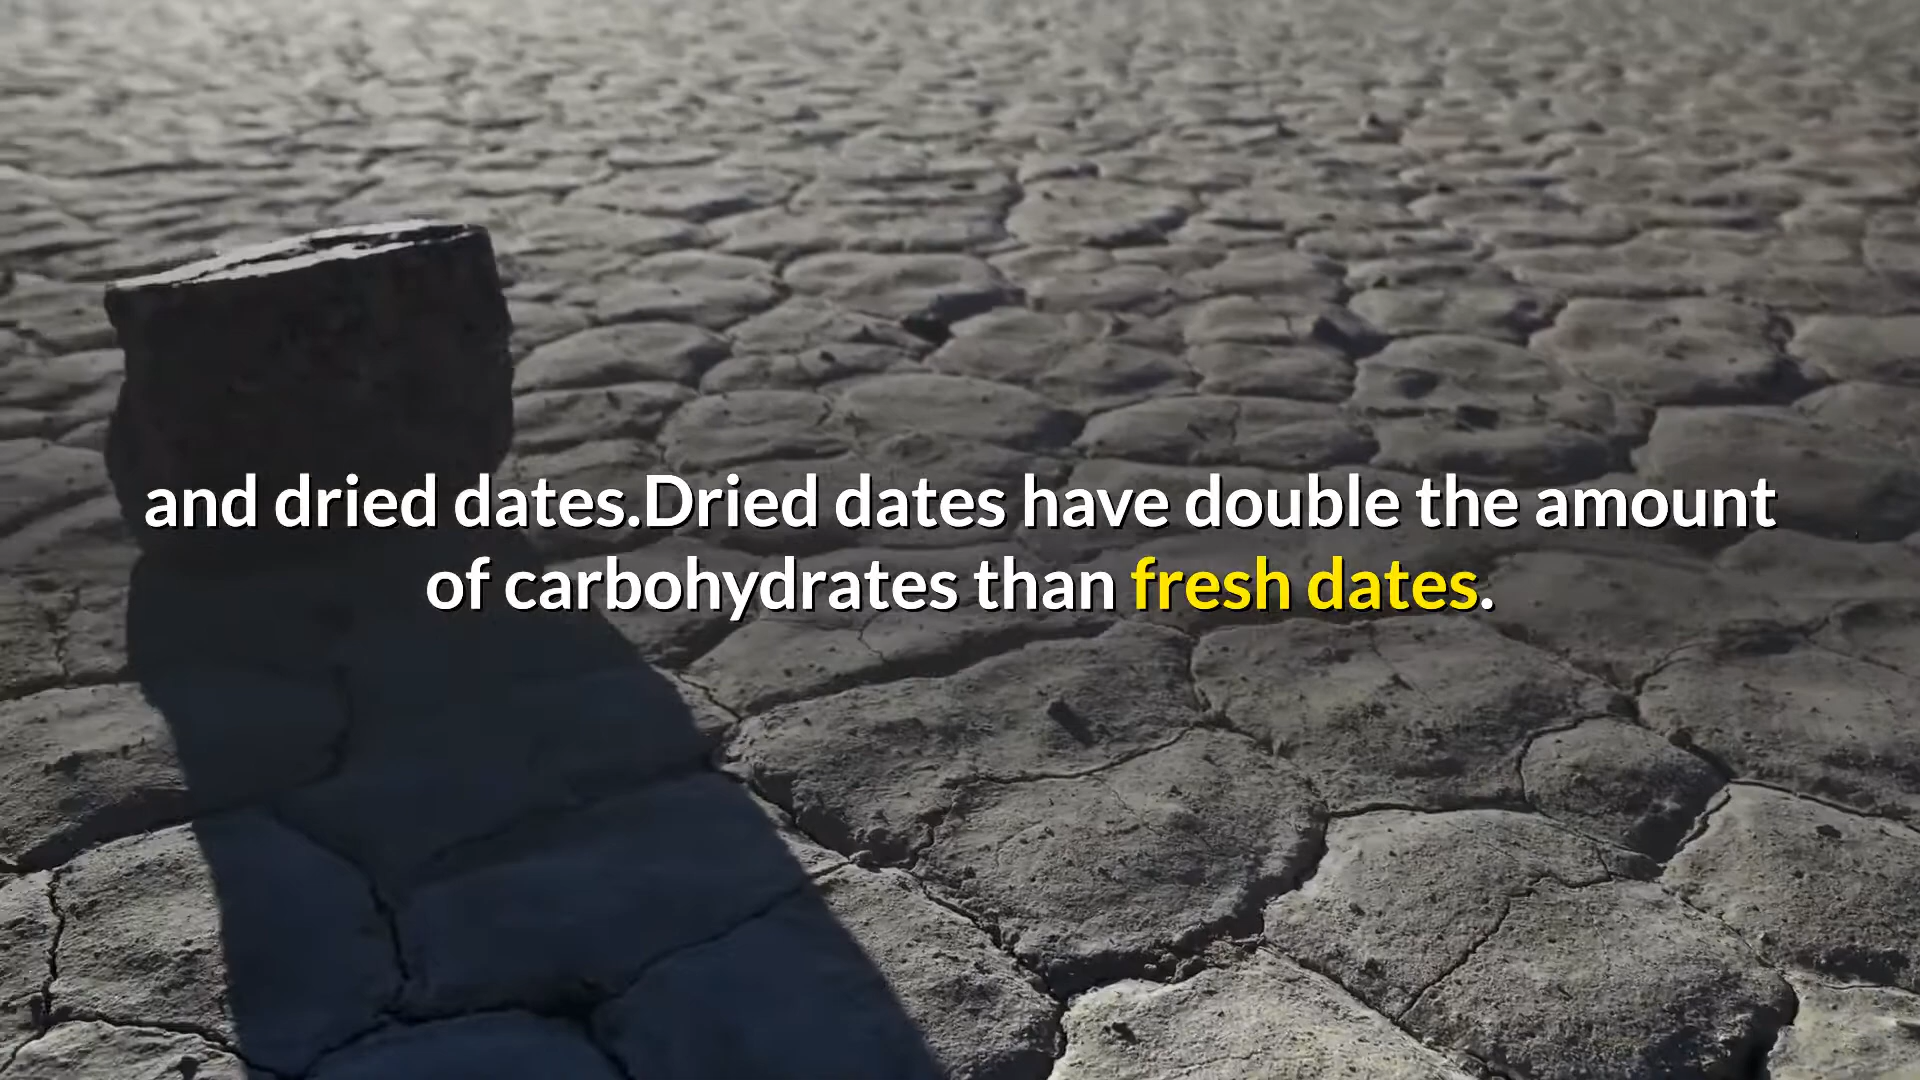 and dried dates.Dried dates have double the amount
of carbohydrates than fresh dates.